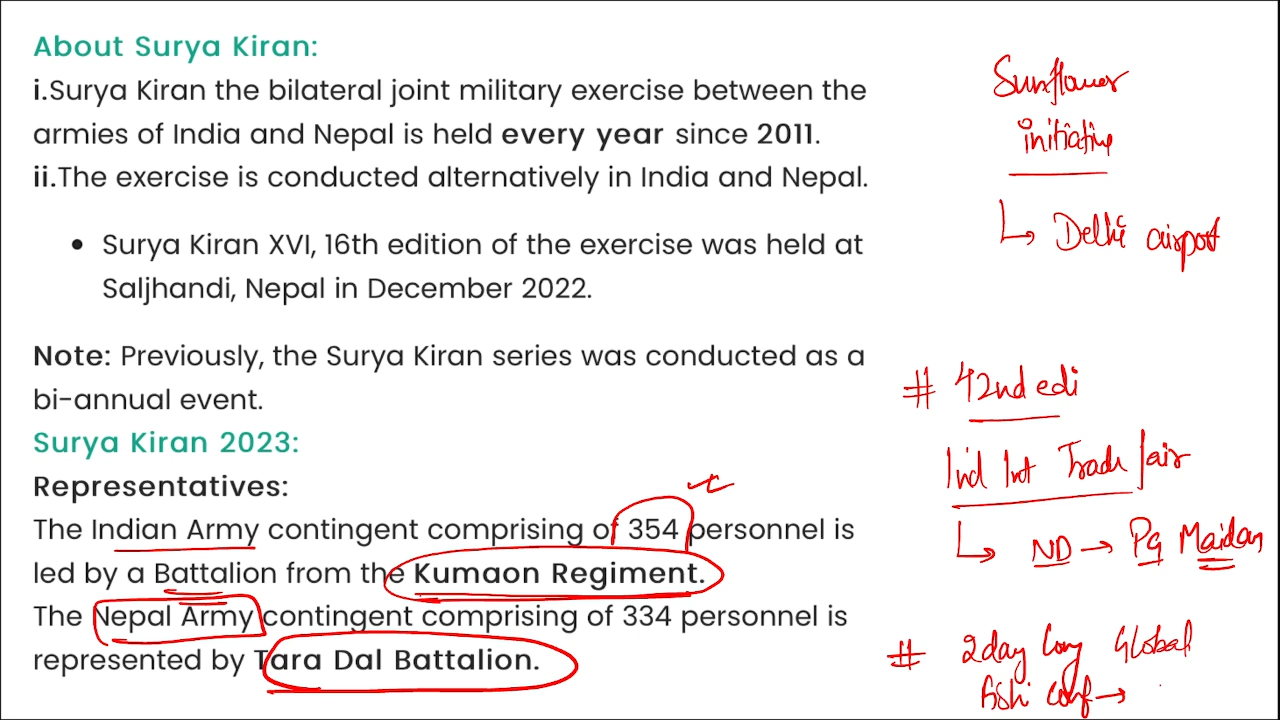 About Surya Kiran:
i.Surya Kiran the bilateral joint military exercise between the
armies of India and Nepal is held every year since 2011.
ii.The exercise is conducted alternatively in India and Nepal.
• Surya Kiran XVI, 16th edition of the exercise was held at
Saljhandi, Nepal in December 2022.
Note: Previously, the Surya Kiran series was conducted as a
bi-annual event.
Surya Kiran 2023:
Representatives:
The Indian Army contingent comprising of 354 personnel is
led by a Battalion from the Kumaon Regiment.
The Nepal Army contingent comprising of 334 personnel is
represented by Tara Dal Battalion.
Sunflower
initiative
↳ Delhi airport
# 42nd edi
Ind Int Trade fair
↳ ND → Pg Maidan
# 2day long Global
fish conf →